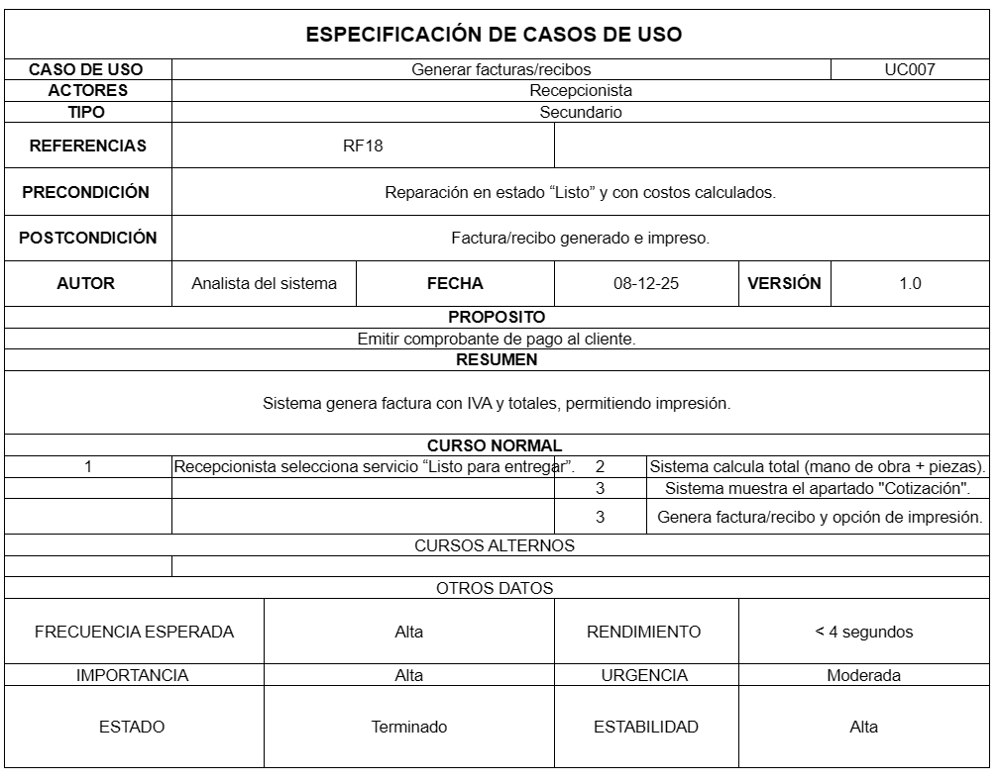 ESPECIFICACIÓN DE CASOS DE USO
CASO DE USO Generar facturas/recibos UC007
ACTORES Recepcionista
TIPO Secundario
REFERENCIAS RF18
PRECONDICIÓN Reparación en estado “Listo” y con costos calculados.
POSTCONDICIÓN Factura/recibo generado e impreso.
AUTOR Analista del sistema FECHA 08-12-25 VERSIÓN 1.0
PROPOSITO
Emitir comprobante de pago al cliente.
RESUMEN
Sistema genera factura con IVA y totales, permitiendo impresión.
CURSO NORMAL
1 Recepcionista selecciona servicio “Listo para entregar”. 2 Sistema calcula total (mano de obra + piezas).
3 Sistema muestra el apartado "Cotización".
3 Genera factura/recibo y opción de impresión.
CURSOS ALTERNOS
OTROS DATOS
FRECUENCIA ESPERADA Alta RENDIMIENTO < 4 segundos
IMPORTANCIA Alta URGENCIA Moderada
ESTADO Terminado ESTABILIDAD Alta